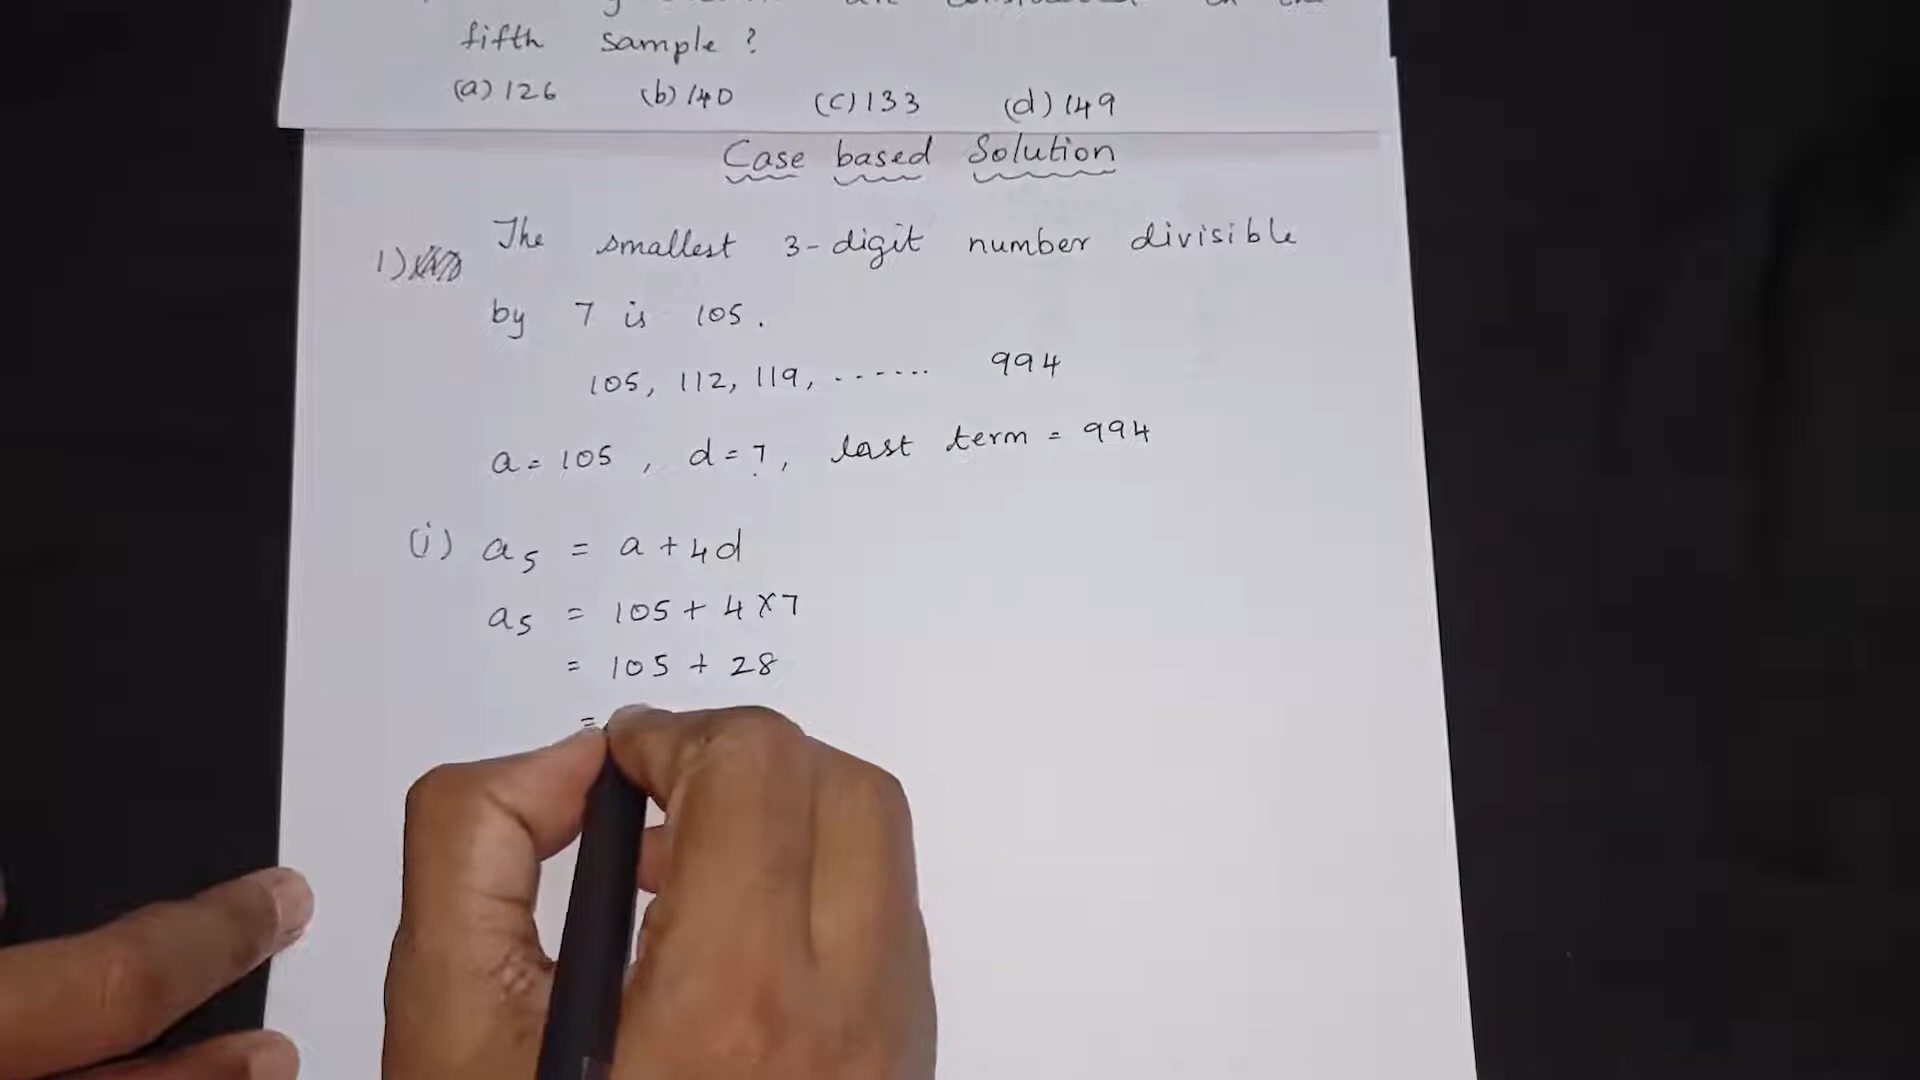 fifth sample ?
(a) 126 (b) 140 (c) 133 (d) 149
Case based Solution
1) The smallest 3-digit number divisible
by 7 is 105.
105, 112, 119, ....... 994
a = 105 , d = 7, last term = 994
(i) a₅ = a + 4d
a₅ = 105 + 4 × 7
= 105 + 28
=